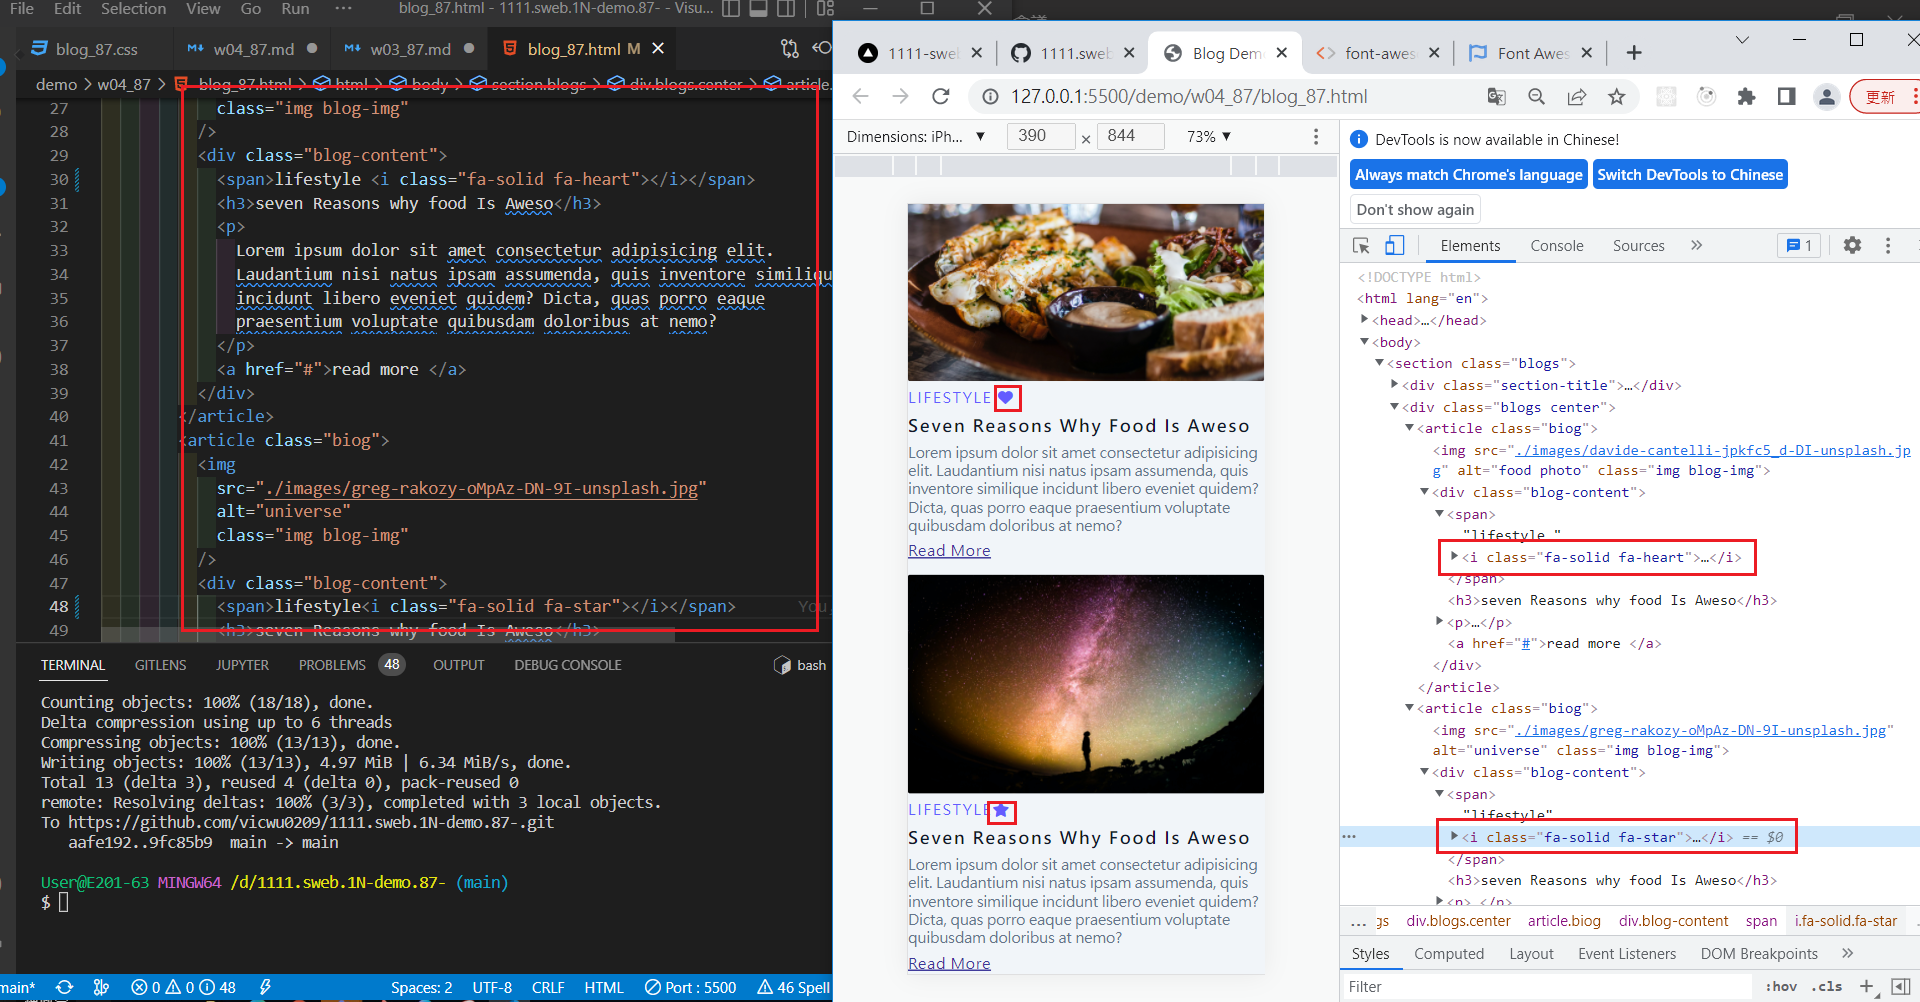 File Edit Selection View Go Run ··· blog_87.html - 1111.sweb.1N-demo.87- - Visu...
blog_87.css w04_87.md w03_87.md blog_87.html M
demo > w04_87 > blog_87.html > html > body > section.blogs > div.blogs.center > article.
27 class="img blog-img"
28 />
29 <div class="blog-content">
30 <span>lifestyle <i class="fa-solid fa-heart"></i></span>
31 <h3>seven Reasons why food Is Aweso</h3>
32 <p>
33 Lorem ipsum dolor sit amet consectetur adipisicing elit.
34 Laudantium nisi natus ipsam assumenda, quis inventore similiqu
35 incidunt libero eveniet quidem? Dicta, quas porro eaque
36 praesentium voluptate quibusdam doloribus at nemo?
37 </p>
38 <a href="#">read more </a>
39 </div>
40 </article>
41 <article class="biog">
42 <img
43 src="./images/greg-rakozy-oMpAz-DN-9I-unsplash.jpg"
44 alt="universe"
45 class="img blog-img"
46 />
47 <div class="blog-content">
48 <span>lifestyle<i class="fa-solid fa-star"></i></span> You,
49 <h3>seven Reasons why food Is Aweso</h3>
TERMINAL GITLENS JUPYTER PROBLEMS 48 OUTPUT DEBUG CONSOLE bash
Counting objects: 100% (18/18), done.
Delta compression using up to 6 threads
Compressing objects: 100% (13/13), done.
Writing objects: 100% (13/13), 4.97 MiB | 6.34 MiB/s, done.
Total 13 (delta 3), reused 4 (delta 0), pack-reused 0
remote: Resolving deltas: 100% (3/3), completed with 3 local objects.
To https://github.com/vicwu0209/1111.sweb.1N-demo.87-.git
aafe192..9fc85b9 main -> main
User@E201-63 MINGW64 /d/1111.sweb.1N-demo.87- (main)
$
main* 0 0 48 Spaces: 2 UTF-8 CRLF HTML Port : 5500 46 Spell
1111-swe 1111.sweb Blog Dem font-awes Font Awes
127.0.0.1:5500/demo/w04_87/blog_87.html 更新
Dimensions: iPh... ▼ 390 × 844 73% ▼
LIFESTYLE
Seven Reasons Why Food Is Aweso
Lorem ipsum dolor sit amet consectetur adipisicing
elit. Laudantium nisi natus ipsam assumenda, quis
inventore similique incidunt libero eveniet quidem?
Dicta, quas porro eaque praesentium voluptate
quibusdam doloribus at nemo?
Read More
LIFESTYLE
Seven Reasons Why Food Is Aweso
Lorem ipsum dolor sit amet consectetur adipisicing
elit. Laudantium nisi natus ipsam assumenda, quis
inventore similique incidunt libero eveniet quidem?
Dicta, quas porro eaque praesentium voluptate
quibusdam doloribus at nemo?
Read More
DevTools is now available in Chinese!
Always match Chrome's language Switch DevTools to Chinese
Don't show again
Elements Console Sources » 1
<!DOCTYPE html>
<html lang="en">
<head>…</head>
<body>
<section class="blogs">
<div class="section-title">…</div>
<div class="blogs center">
<article class="biog">
<img src="./images/davide-cantelli-jpkfc5_d-DI-unsplash.jp
g" alt="food photo" class="img blog-img">
<div class="blog-content">
<span>
"lifestyle "
<i class="fa-solid fa-heart">…</i>
</span>
<h3>seven Reasons why food Is Aweso</h3>
<p>…</p>
<a href="#">read more </a>
</div>
</article>
<article class="biog">
<img src="./images/greg-rakozy-oMpAz-DN-9I-unsplash.jpg"
alt="universe" class="img blog-img">
<div class="blog-content">
<span>
"lifestyle"
<i class="fa-solid fa-star">…</i> == $0
</span>
<h3>seven Reasons why food Is Aweso</h3>
<p>…</p>
… gs div.blogs.center article.biog div.blog-content span i.fa-solid.fa-star
Styles Computed Layout Event Listeners DOM Breakpoints »
Filter :hov .cls +